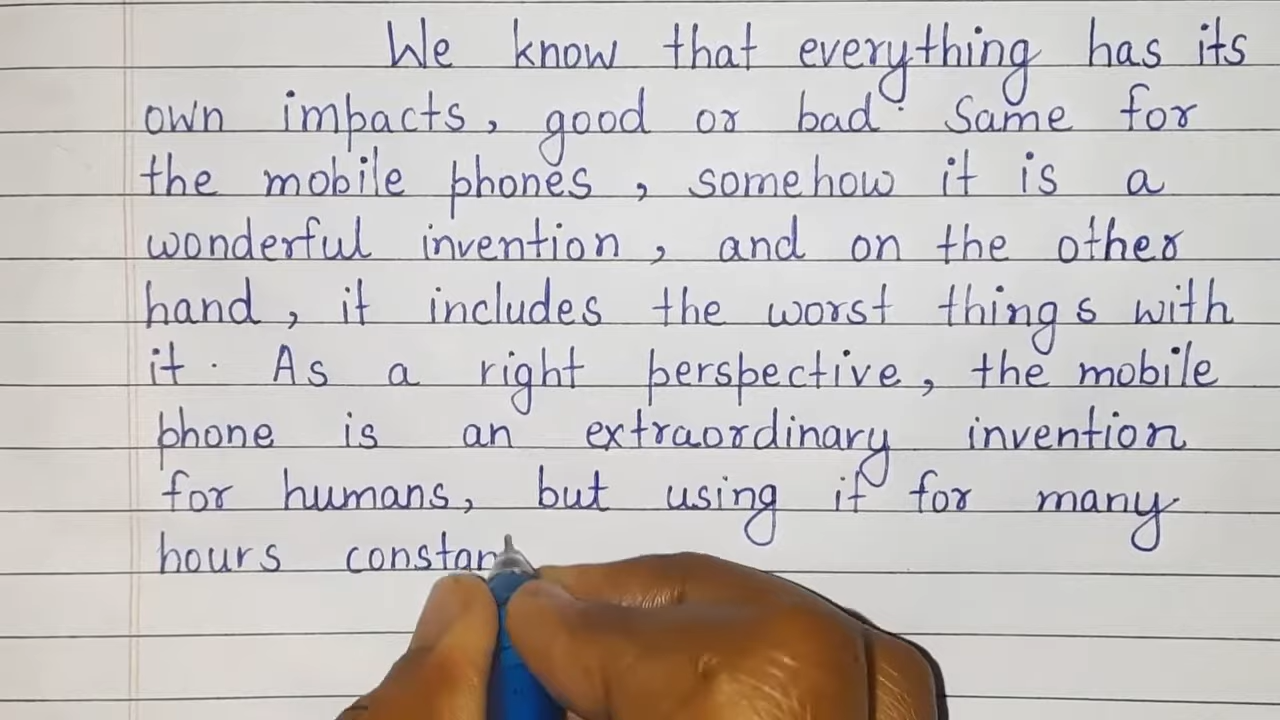 We know that everything has its
own impacts, good or bad. Same for
the mobile phones, somehow it is a
wonderful invention, and on the other
hand, it includes the worst things with
it. As a right perspective, the mobile
phone is an extraordinary invention
for humans, but using it for many
hours constan